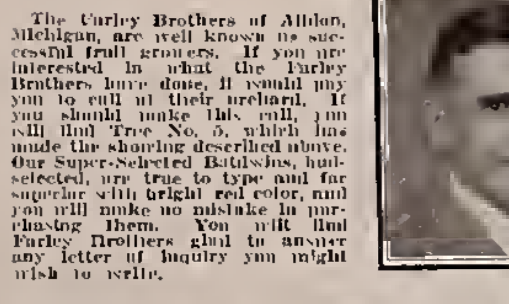 The Farley Brothers of Albion,
Michigan, are well known as suc-
cessful fruit growers. If you are
interested in what the Farley
Brothers have done, it would pay
you to call at their orchard. If
you should make this call, you
will find Tree No. 5, which has
made the showing described above.
Our Super-Selected Baldwins, bud-
selected, are true to type and far
superior with bright red color, and
you will make no mistake in pur-
chasing them. You will find
Farley Brothers glad to answer
any letter of inquiry you might
wish to write.